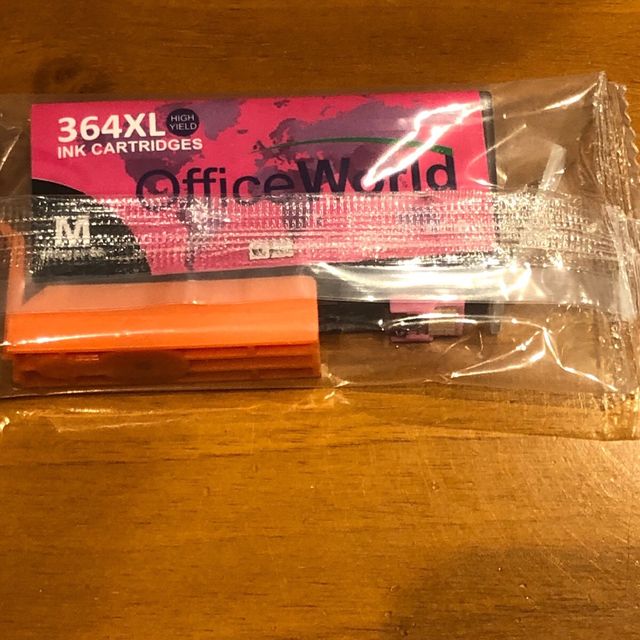 364XL
HIGH
YIELD
INK CARTRIDGES
OfficeWorld
M